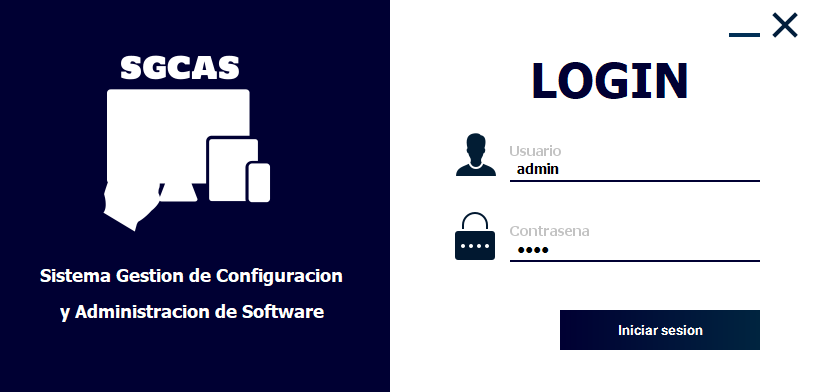 SGCAS
Sistema Gestion de Configuracion
y Administracion de Software
LOGIN
Usuario
admin
Contrasena
••••
Iniciar sesion